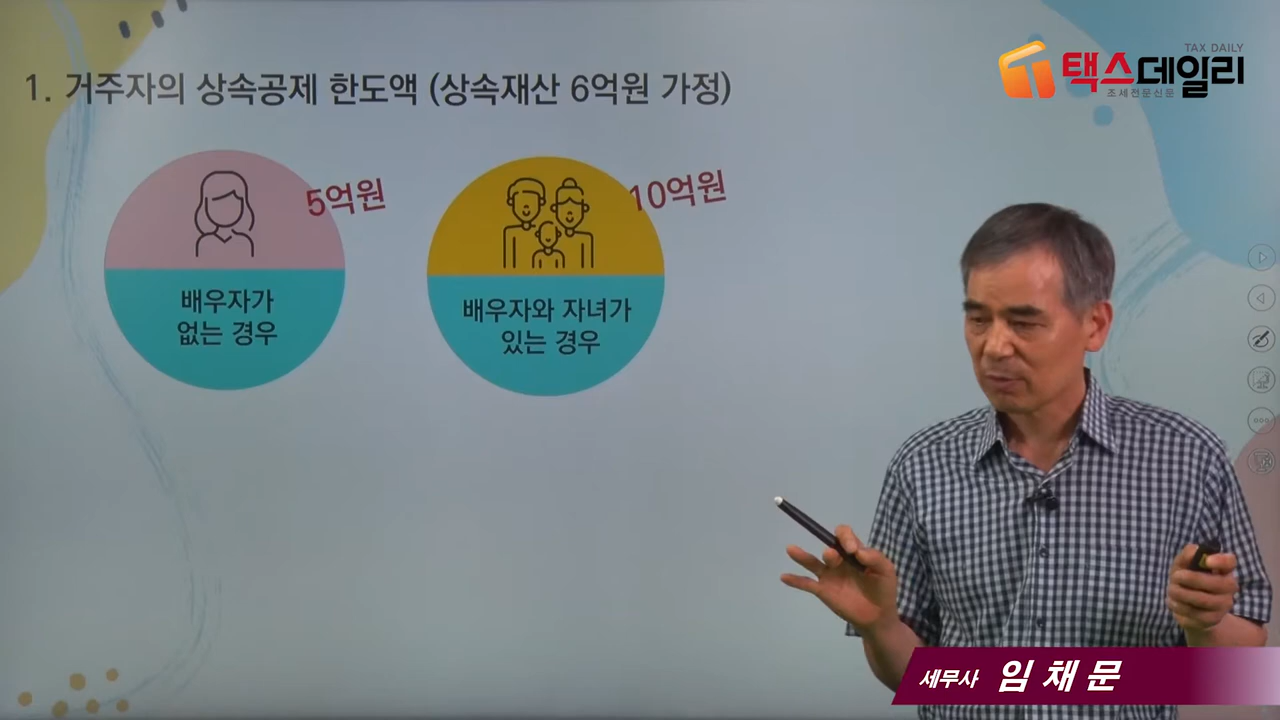 TAX DAILY
택스데일리
조세전문신문
1. 거주자의 상속공제 한도액 (상속재산 6억원 가정)
5억원
10억원
배우자가
없는 경우
배우자와 자녀가
있는 경우
세무사 임채문